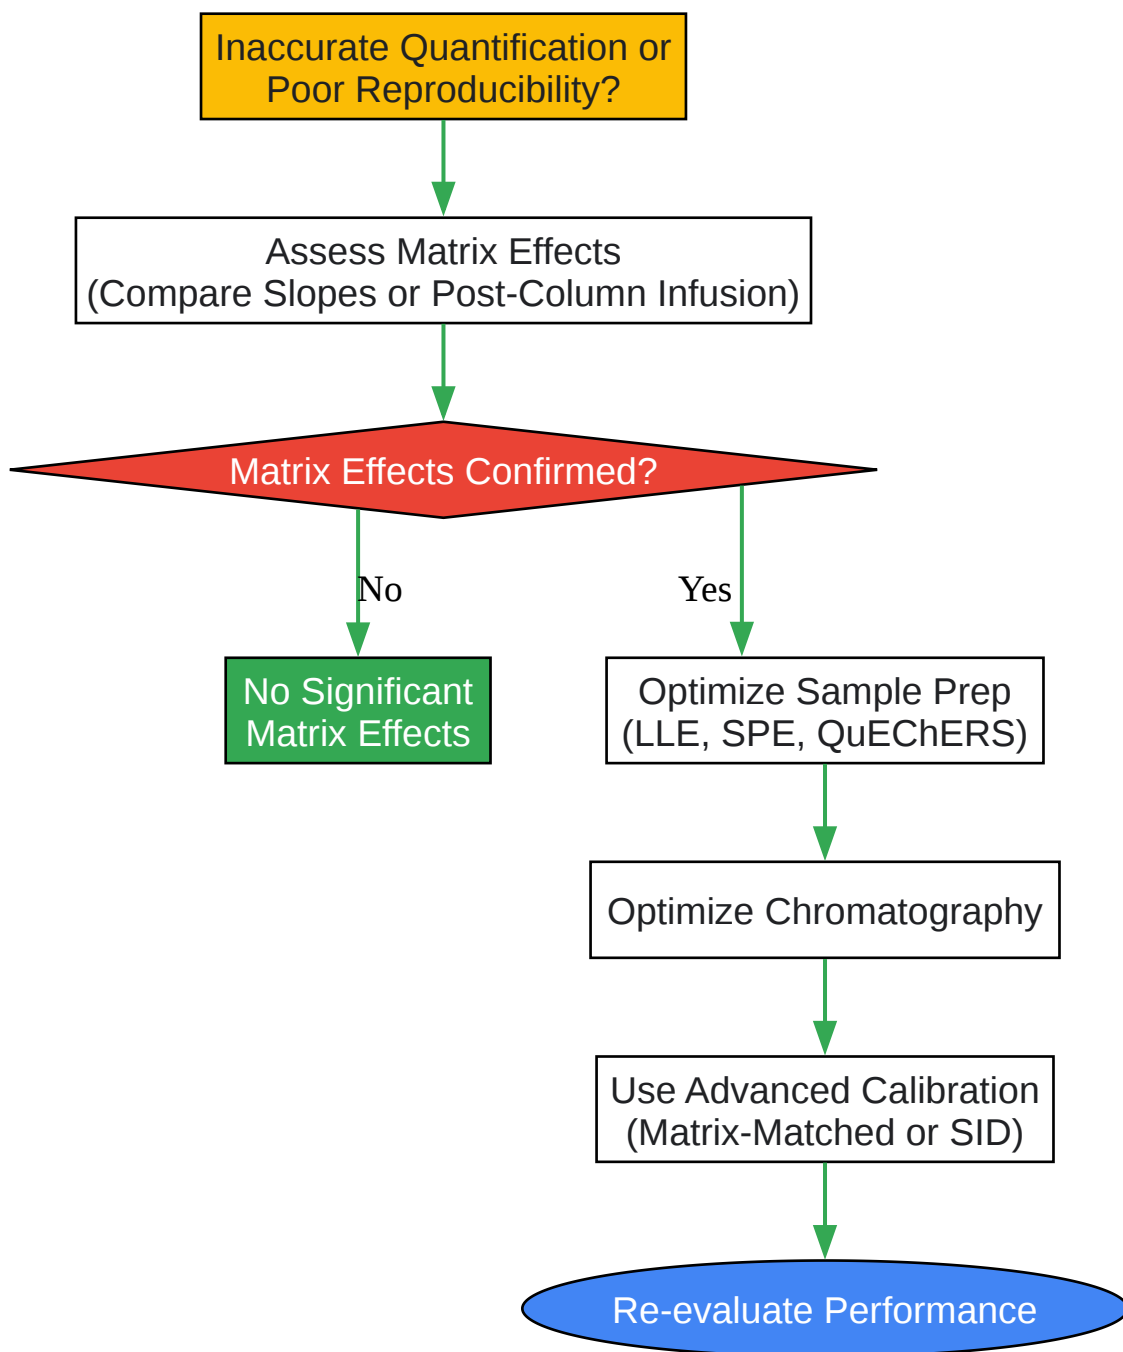 Inaccurate Quantification or
Poor Reproducibility?
Assess Matrix Effects
(Compare Slopes or Post-Column Infusion)
Matrix Effects Confirmed?
No
Yes
No Significant
Matrix Effects
Optimize Sample Prep
(LLE, SPE, QuEChERS)
Optimize Chromatography
Use Advanced Calibration
(Matrix-Matched or SID)
Re-evaluate Performance